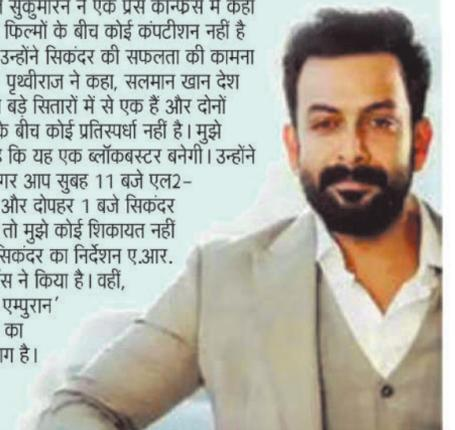 सुकुमारन ने एक प्रेस कॉन्फ्रेंस में कहा
फिल्मों के बीच कोई कंपटीशन नहीं है
उन्होंने सिकंदर की सफलता की कामना
पृथ्वीराज ने कहा, सलमान खान देश
बड़े सितारों में से एक हैं और दोनों
के बीच कोई प्रतिस्पर्धा नहीं है। मुझे
कि यह एक ब्लॉकबस्टर बनेगी। उन्होंने
गर आप सुबह 11 बजे एल2-
और दोपहर 1 बजे सिकंदर
तो मुझे कोई शिकायत नहीं
सिकंदर का निर्देशन ए.आर.
स ने किया है। वहीं,
एम्पुरान'
का
ग है।